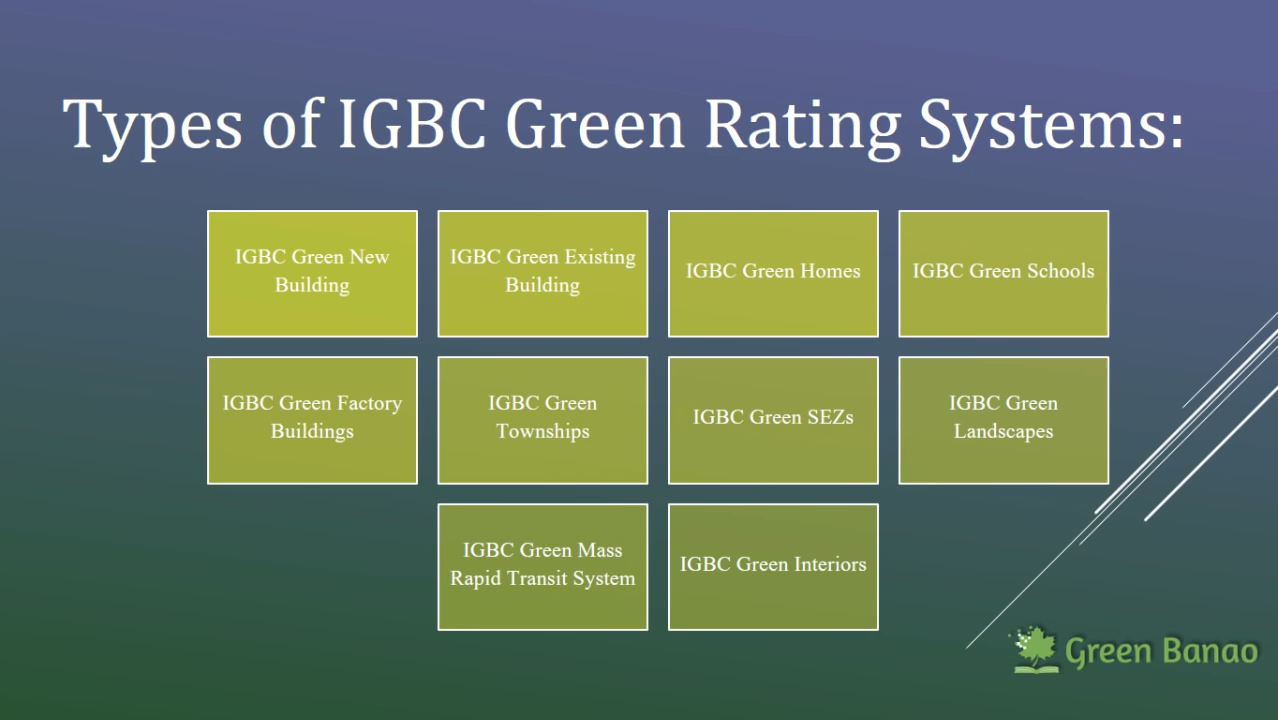 Types of IGBC Green Rating Systems:
IGBC Green New
Building
IGBC Green Existing
Building
IGBC Green Homes
IGBC Green Schools
IGBC Green Factory
Buildings
IGBC Green
Townships
IGBC Green SEZs
IGBC Green
Landscapes
IGBC Green Mass
Rapid Transit System
IGBC Green Interiors
Green Banao